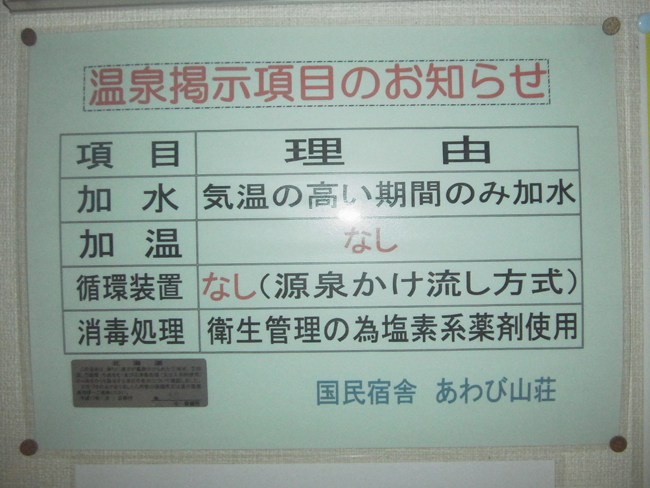 温泉掲示項目のお知らせ
項目 理由
加水 気温の高い期間のみ加水
加温 なし
循環装置 なし(源泉かけ流し方式)
消毒処理 衛生管理の為塩素系薬剤使用
国民宿舎 あわび山荘